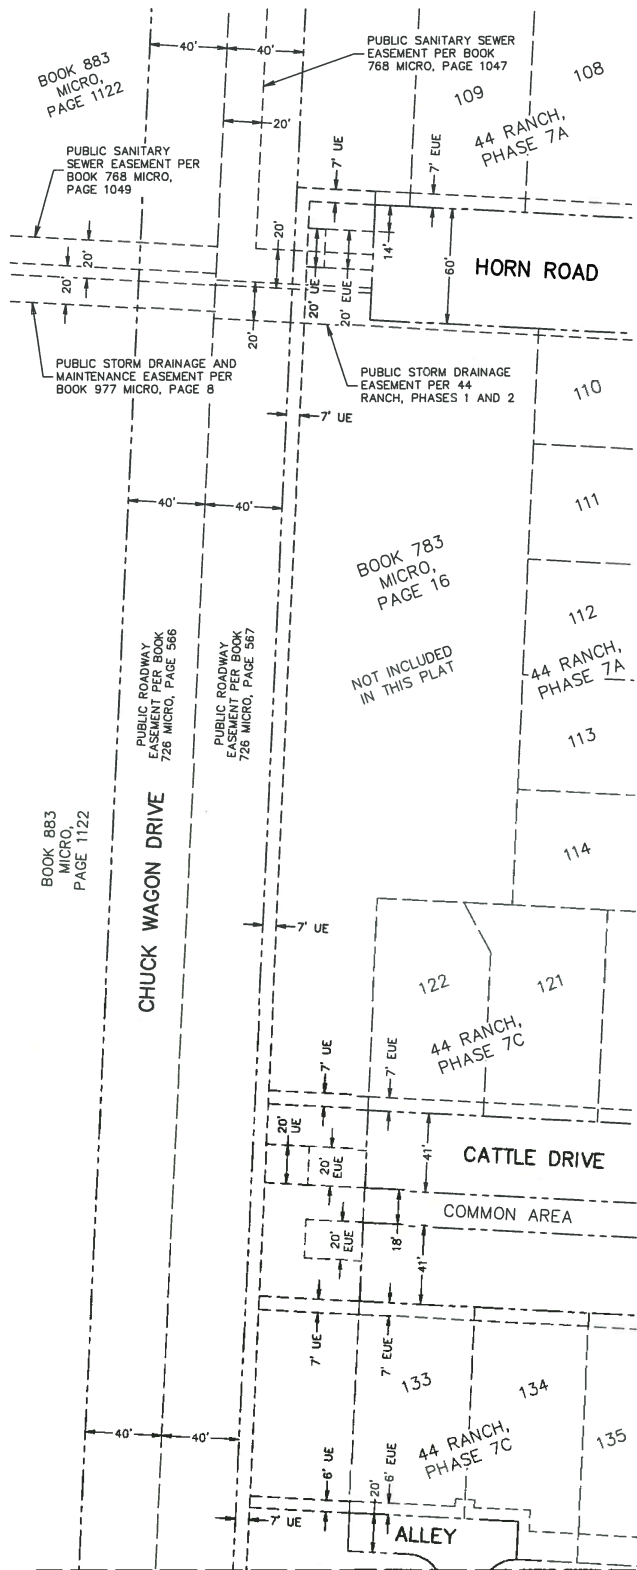 40'
40'
PUBLIC SANITARY SEWER
EASEMENT PER BOOK
768 MICRO, PAGE 1047
BOOK 883
MICRO,
PAGE 1122
109
108
44 RANCH,
PHASE 7A
20'
7' UE
7' EUE
PUBLIC SANITARY
SEWER EASEMENT PER
BOOK 768 MICRO,
PAGE 1049
20'
14'
60'
HORN ROAD
20'
20'
20' UE
20' EUE
20'
PUBLIC STORM DRAINAGE AND
MAINTENANCE EASEMENT PER
BOOK 977 MICRO, PAGE 8
PUBLIC STORM DRAINAGE
EASEMENT PER 44
RANCH, PHASES 1 AND 2
110
7' UE
40'
40'
111
BOOK 783
MICRO,
PAGE 16
112
44 RANCH,
PHASE 7A
NOT INCLUDED
IN THIS PLAT
PUBLIC ROADWAY
EASEMENT PER BOOK
726 MICRO, PAGE 566
PUBLIC ROADWAY
EASEMENT PER BOOK
726 MICRO, PAGE 567
113
BOOK 883
MICRO,
PAGE 1122
CHUCK WAGON DRIVE
114
7' UE
122
121
44 RANCH,
PHASE 7C
7' UE
7' EUE
20'
UE
20'
EUE
41'
CATTLE DRIVE
COMMON AREA
20'
EUE
18'
41'
7' UE
7' EUE
133
134
135
44 RANCH,
PHASE 7C
40'
40'
6' UE
6' EUE
20'
7' UE
ALLEY